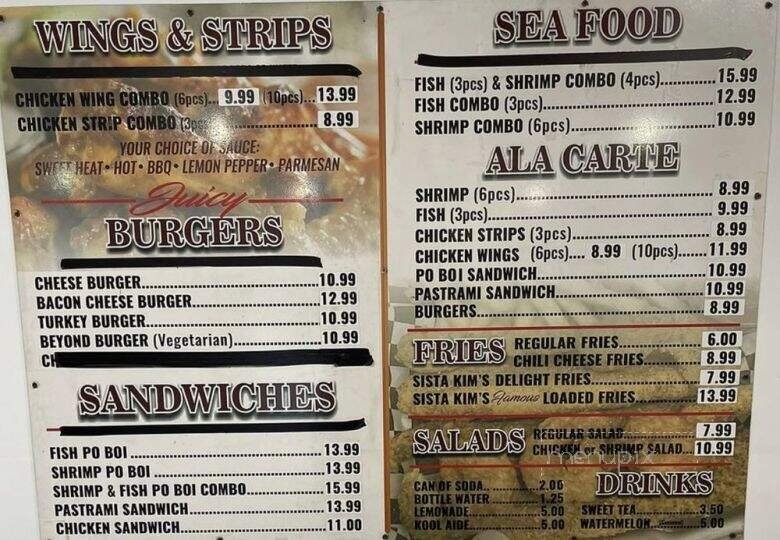 WINGS & STRIPS
CHICKEN WING COMBO (6pcs)... 9.99 (10pcs)...13.99
CHICKEN STRIP COMBO (3pcs 8.99
YOUR CHOICE OF SAUCE:
SWEET HEAT • HOT • BBQ • LEMON PEPPER • PARMESAN
Juicy
BURGERS
CHEESE BURGER...10.99
BACON CHEESE BURGER...12.99
TURKEY BURGER...10.99
BEYOND BURGER (Vegetarian)...10.99
SANDWICHES
FISH PO BOI...13.99
SHRIMP PO BOI...13.99
SHRIMP & FISH PO BOI COMBO...15.99
PASTRAMI SANDWICH...13.99
CHICKEN SANDWICH...11.00
SEA FOOD
FISH (3pcs) & SHRIMP COMBO (4pcs)...15.99
FISH COMBO (3pcs)...12.99
SHRIMP COMBO (6pcs)...10.99
ALA CARTE
SHRIMP (6pcs)...8.99
FISH (3pcs)...9.99
CHICKEN STRIPS (3pcs)...8.99
CHICKEN WINGS (6pcs).... 8.99 (10pcs)...11.99
PO BOI SANDWICH...10.99
PASTRAMI SANDWICH...10.99
BURGERS...8.99
FRIES
REGULAR FRIES...6.00
CHILI CHEESE FRIES...8.99
SISTA KIM'S DELIGHT FRIES...7.99
SISTA KIM'S Famous LOADED FRIES...13.99
SALADS
REGULAR SALAD...7.99
CHICKEN or SHRIMP SALAD...10.99
menupix
DRINKS
CAN OF SODA...2.00
BOTTLE WATER...1.25
LEMONADE...5.00
KOOL AIDE...5.00
SWEET TEA...3.50
WATERMELON...5.00